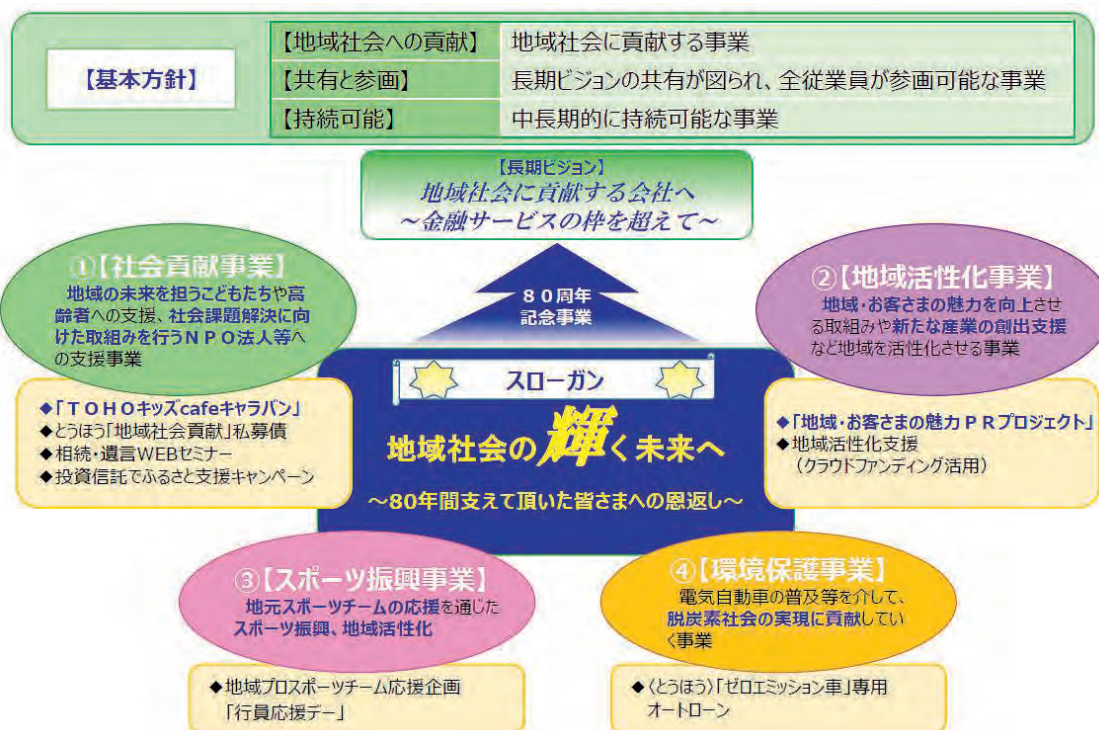 【基本方針】
【地域社会への貢献】 地域社会に貢献する事業
【共有と参画】 長期ビジョンの共有が図られ、全従業員が参画可能な事業
【持続可能】 中長期的に持続可能な事業
【長期ビジョン】
地域社会に貢献する会社へ
～金融サービスの枠を超えて～
80周年
記念事業
スローガン
地域社会の輝く未来へ
～80年間支えて頂いた皆さまへの恩返し～
①【社会貢献事業】
地域の未来を担うこどもたちや高
齢者への支援、社会課題解決に向
けた取組みを行うNPO法人等へ
の支援事業
◆「TOHOキッズcafeキャラバン」
◆とうほう「地域社会貢献」私募債
◆相続・遺言WEBセミナー
◆投資信託でふるさと支援キャンペーン
②【地域活性化事業】
地域・お客さまの魅力を向上させ
る取組みや新たな産業の創出支援
など地域を活性化させる事業
◆「地域・お客さまの魅力PRプロジェクト」
◆地域活性化支援
（クラウドファンディング活用）
③【スポーツ振興事業】
地元スポーツチームの応援を通じた
スポーツ振興、地域活性化
◆地域プロスポーツチーム応援企画
「行員応援デー」
④【環境保護事業】
電気自動車の普及等を介して、
脱炭素社会の実現に貢献してい
く事業
◆〈とうほう〉「ゼロエミッション車」専用
オートローン